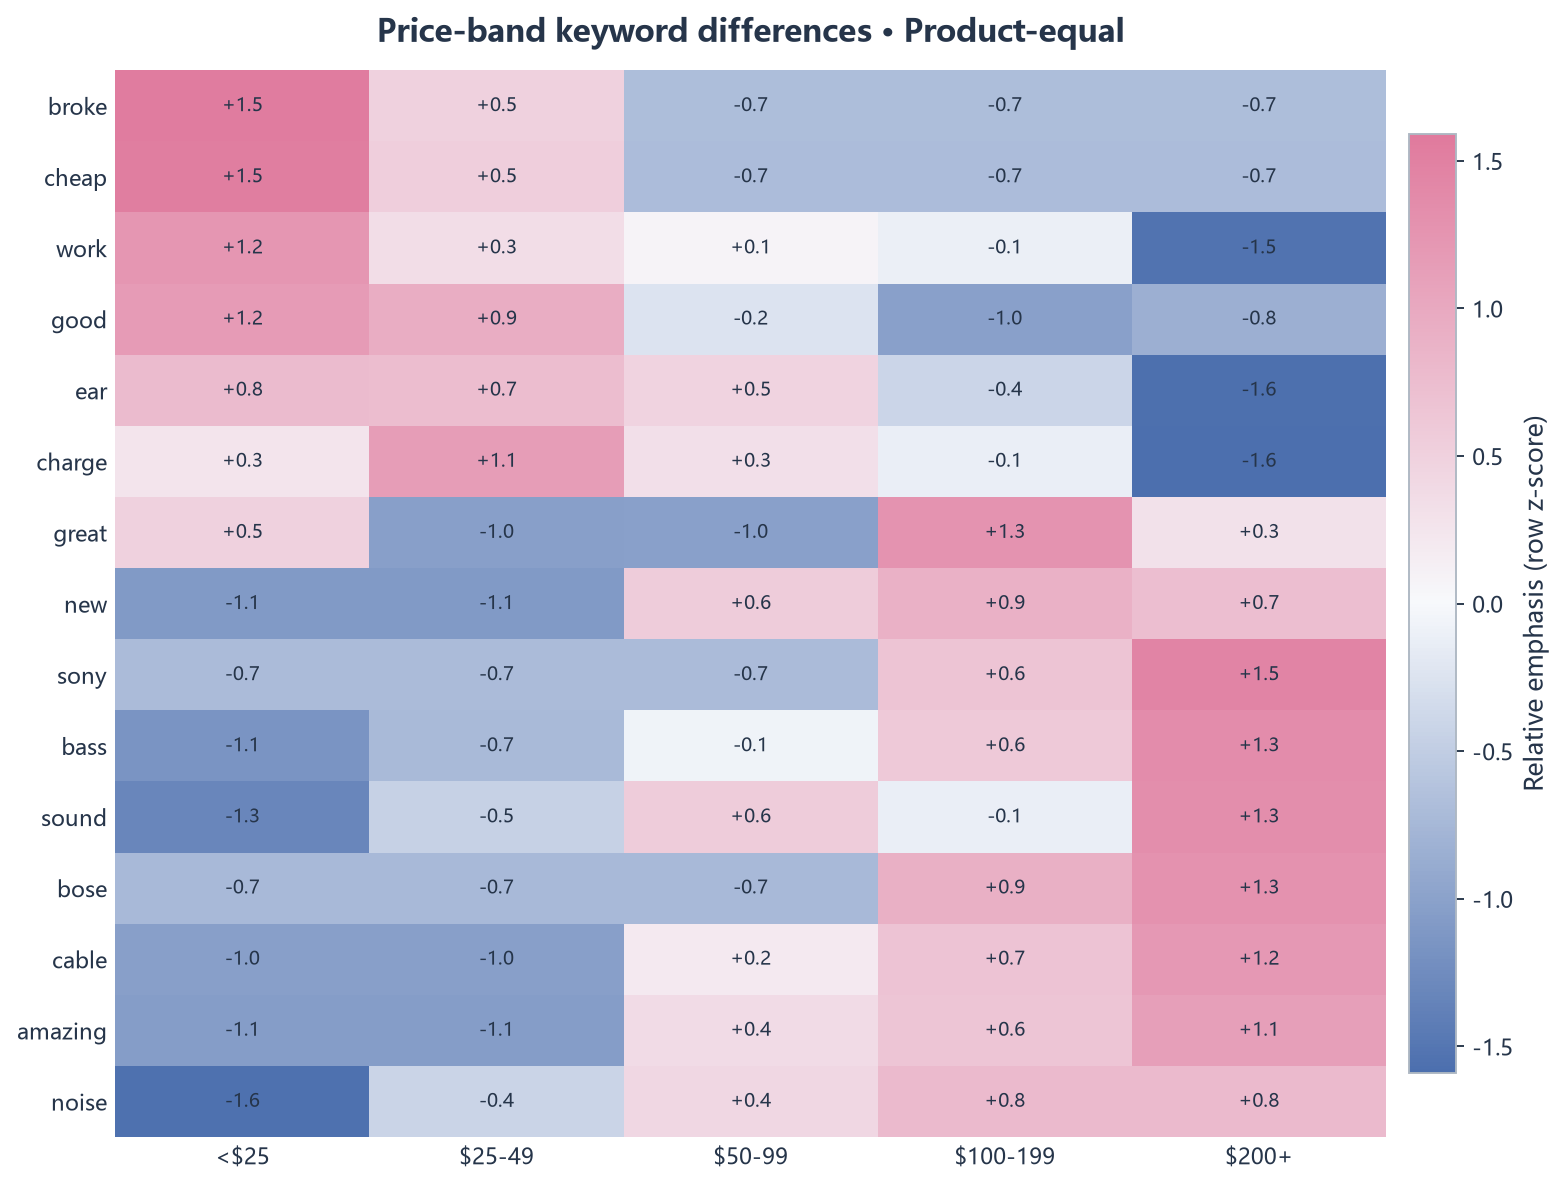 Price-band keyword differences • Product-equal
broke +1.5 +0.5 -0.7 -0.7 -0.7
cheap +1.5 +0.5 -0.7 -0.7 -0.7
work +1.2 +0.3 +0.1 -0.1 -1.5
good +1.2 +0.9 -0.2 -1.0 -0.8
ear +0.8 +0.7 +0.5 -0.4 -1.6
charge +0.3 +1.1 +0.3 -0.1 -1.6
great +0.5 -1.0 -1.0 +1.3 +0.3
new -1.1 -1.1 +0.6 +0.9 +0.7
sony -0.7 -0.7 -0.7 +0.6 +1.5
bass -1.1 -0.7 -0.1 +0.6 +1.3
sound -1.3 -0.5 +0.6 -0.1 +1.3
bose -0.7 -0.7 -0.7 +0.9 +1.3
cable -1.0 -1.0 +0.2 +0.7 +1.2
amazing -1.1 -1.1 +0.4 +0.6 +1.1
noise -1.6 -0.4 +0.4 +0.8 +0.8
<$25 $25-49 $50-99 $100-199 $200+
1.5
1.0
0.5
0.0
-0.5
-1.0
-1.5
Relative emphasis (row z-score)